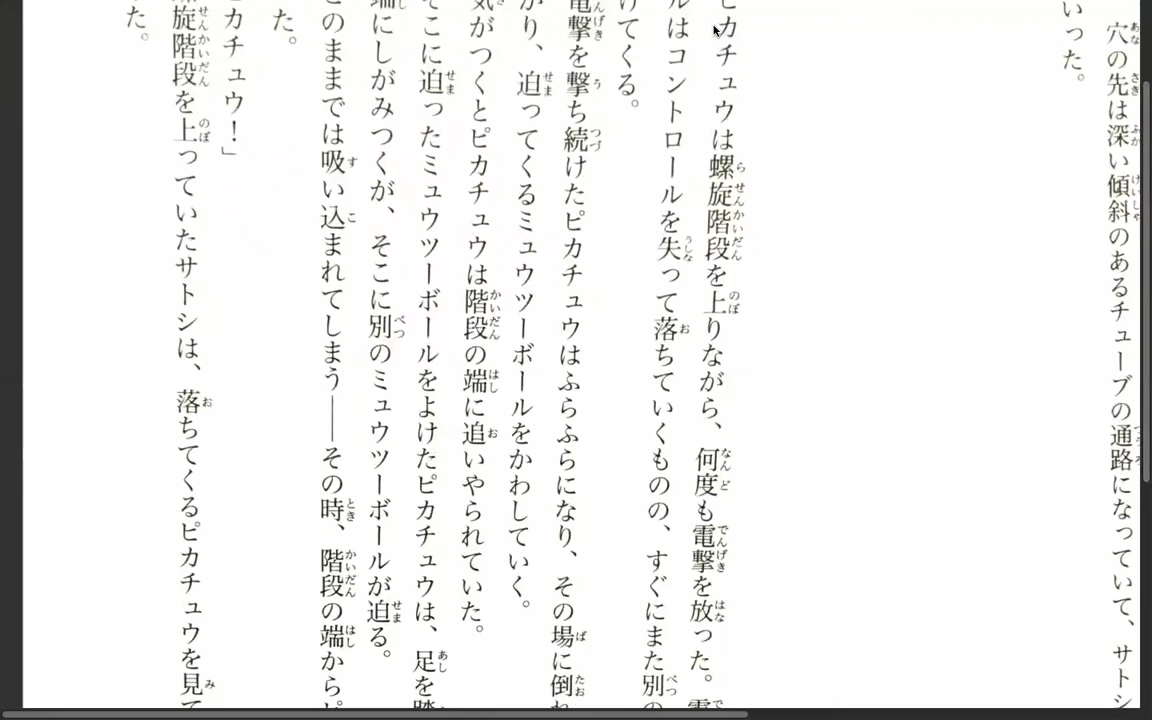 穴の先は深い傾斜のあるチューブの通路になっていて、サトシ
いった。
ピカチュウは螺旋階段を上りながら、何度も電撃を放った。電
ルはコントロールを失って落ちていくものの、すぐにまた別の
けてくる。
電撃を撃ち続けたピカチュウはふらふらになり、その場に倒れ
がり、迫ってくるミュウツーボールをかわしていく。
気がつくとピカチュウは階段の端に追いやられていた。
そこに迫ったミュウツーボールをよけたピカチュウは、足を踏
端にしがみつくが、そこに別のミュウツーボールが迫る。
このままでは吸い込まれてしまう――その時、階段の端からピ
た。
カチュウ！」
螺旋階段を上っていたサトシは、落ちてくるピカチュウを見て
た。